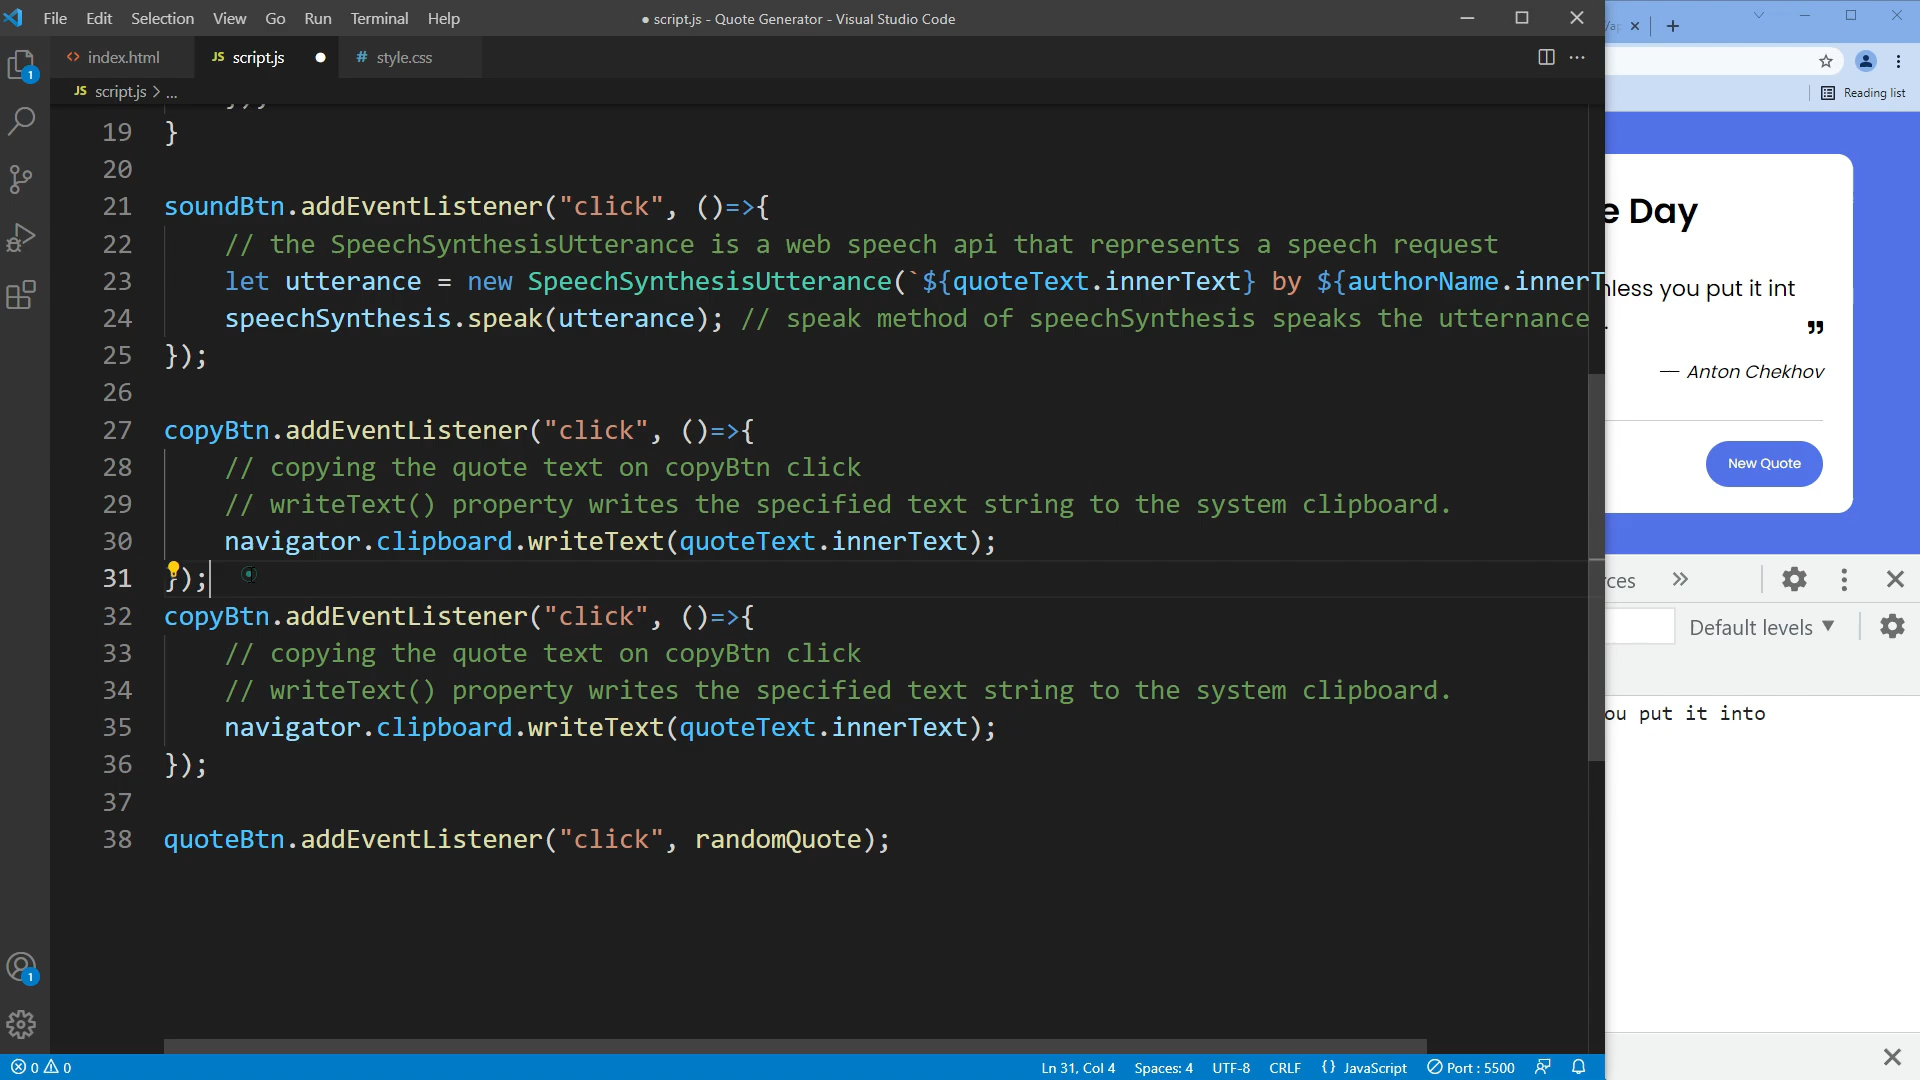 File Edit Selection View Go Run Terminal Help
● script.js - Quote Generator - Visual Studio Code
<> index.html
JS script.js ●
# style.css
JS script.js > ...
19 }
20
21 soundBtn.addEventListener("click", ()=>{
22 // the SpeechSynthesisUtterance is a web speech api that represents a speech request
23 let utterance = new SpeechSynthesisUtterance(`${quoteText.innerText} by ${authorName.innerT
24 speechSynthesis.speak(utterance); // speak method of speechSynthesis speaks the utternance
25 });
26
27 copyBtn.addEventListener("click", ()=>{
28 // copying the quote text on copyBtn click
29 // writeText() property writes the specified text string to the system clipboard.
30 navigator.clipboard.writeText(quoteText.innerText);
31 });
32 copyBtn.addEventListener("click", ()=>{
33 // copying the quote text on copyBtn click
34 // writeText() property writes the specified text string to the system clipboard.
35 navigator.clipboard.writeText(quoteText.innerText);
36 });
37
38 quoteBtn.addEventListener("click", randomQuote);
1
1
0 0
Ln 31, Col 4 Spaces: 4 UTF-8 CRLF {} JavaScript Port : 5500
Reading list
e Day
nless you put it int
.
”
— Anton Chekhov
New Quote
rces »
Default levels ▼
ou put it into